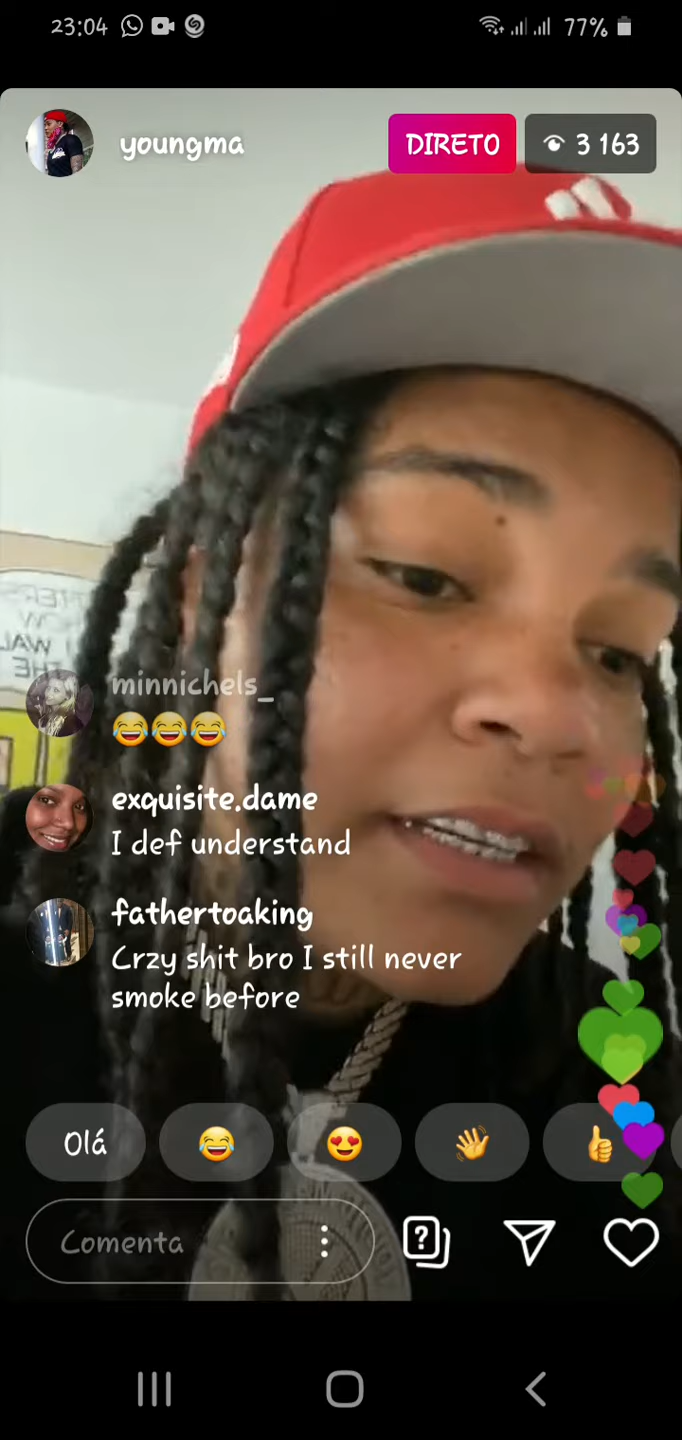 23:04
77%
youngma
DIRETO
3 163
minnichels_
😂😂😂
exquisite.dame
I def understand
fathertoaking
Crzy shit bro I still never
smoke before
Olá
Comenta